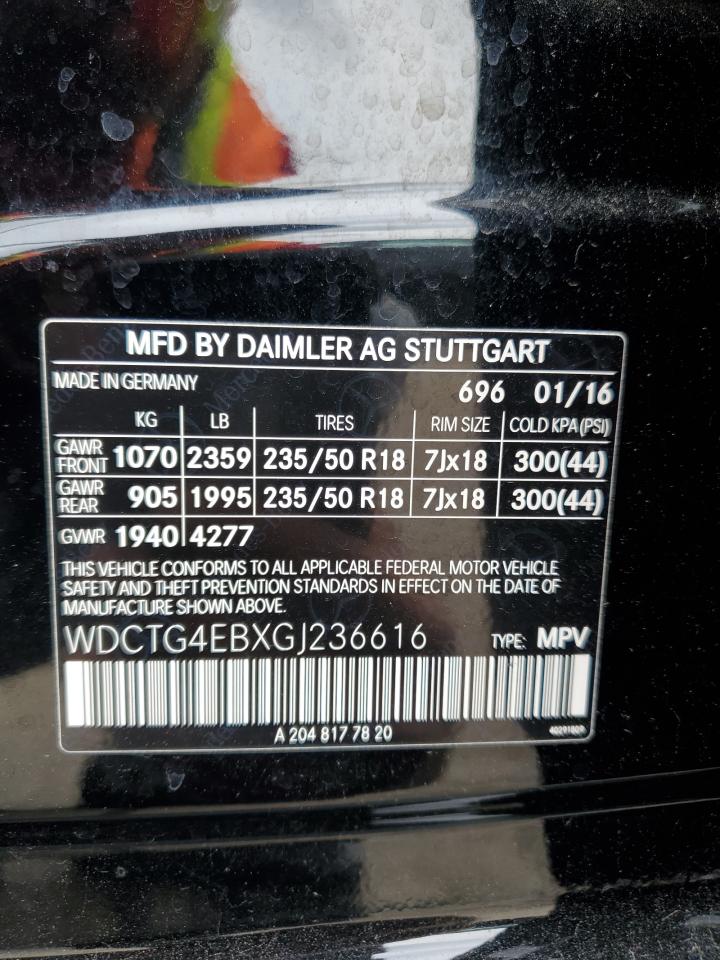 MFD BY DAIMLER AG STUTTGART
MADE IN GERMANY 696 01/16
KG LB TIRES RIM SIZE COLD KPA (PSI)
GAWR FRONT 1070 2359 235/50 R18 7Jx18 300(44)
GAWR REAR 905 1995 235/50 R18 7Jx18 300(44)
GVWR 1940 4277
THIS VEHICLE CONFORMS TO ALL APPLICABLE FEDERAL MOTOR VEHICLE
SAFETY AND THEFT PREVENTION STANDARDS IN EFFECT ON THE DATE OF
MANUFACTURE SHOWN ABOVE.
WDCTG4EBXGJ236616 TYPE: MPV
A 204 817 78 20 40291809